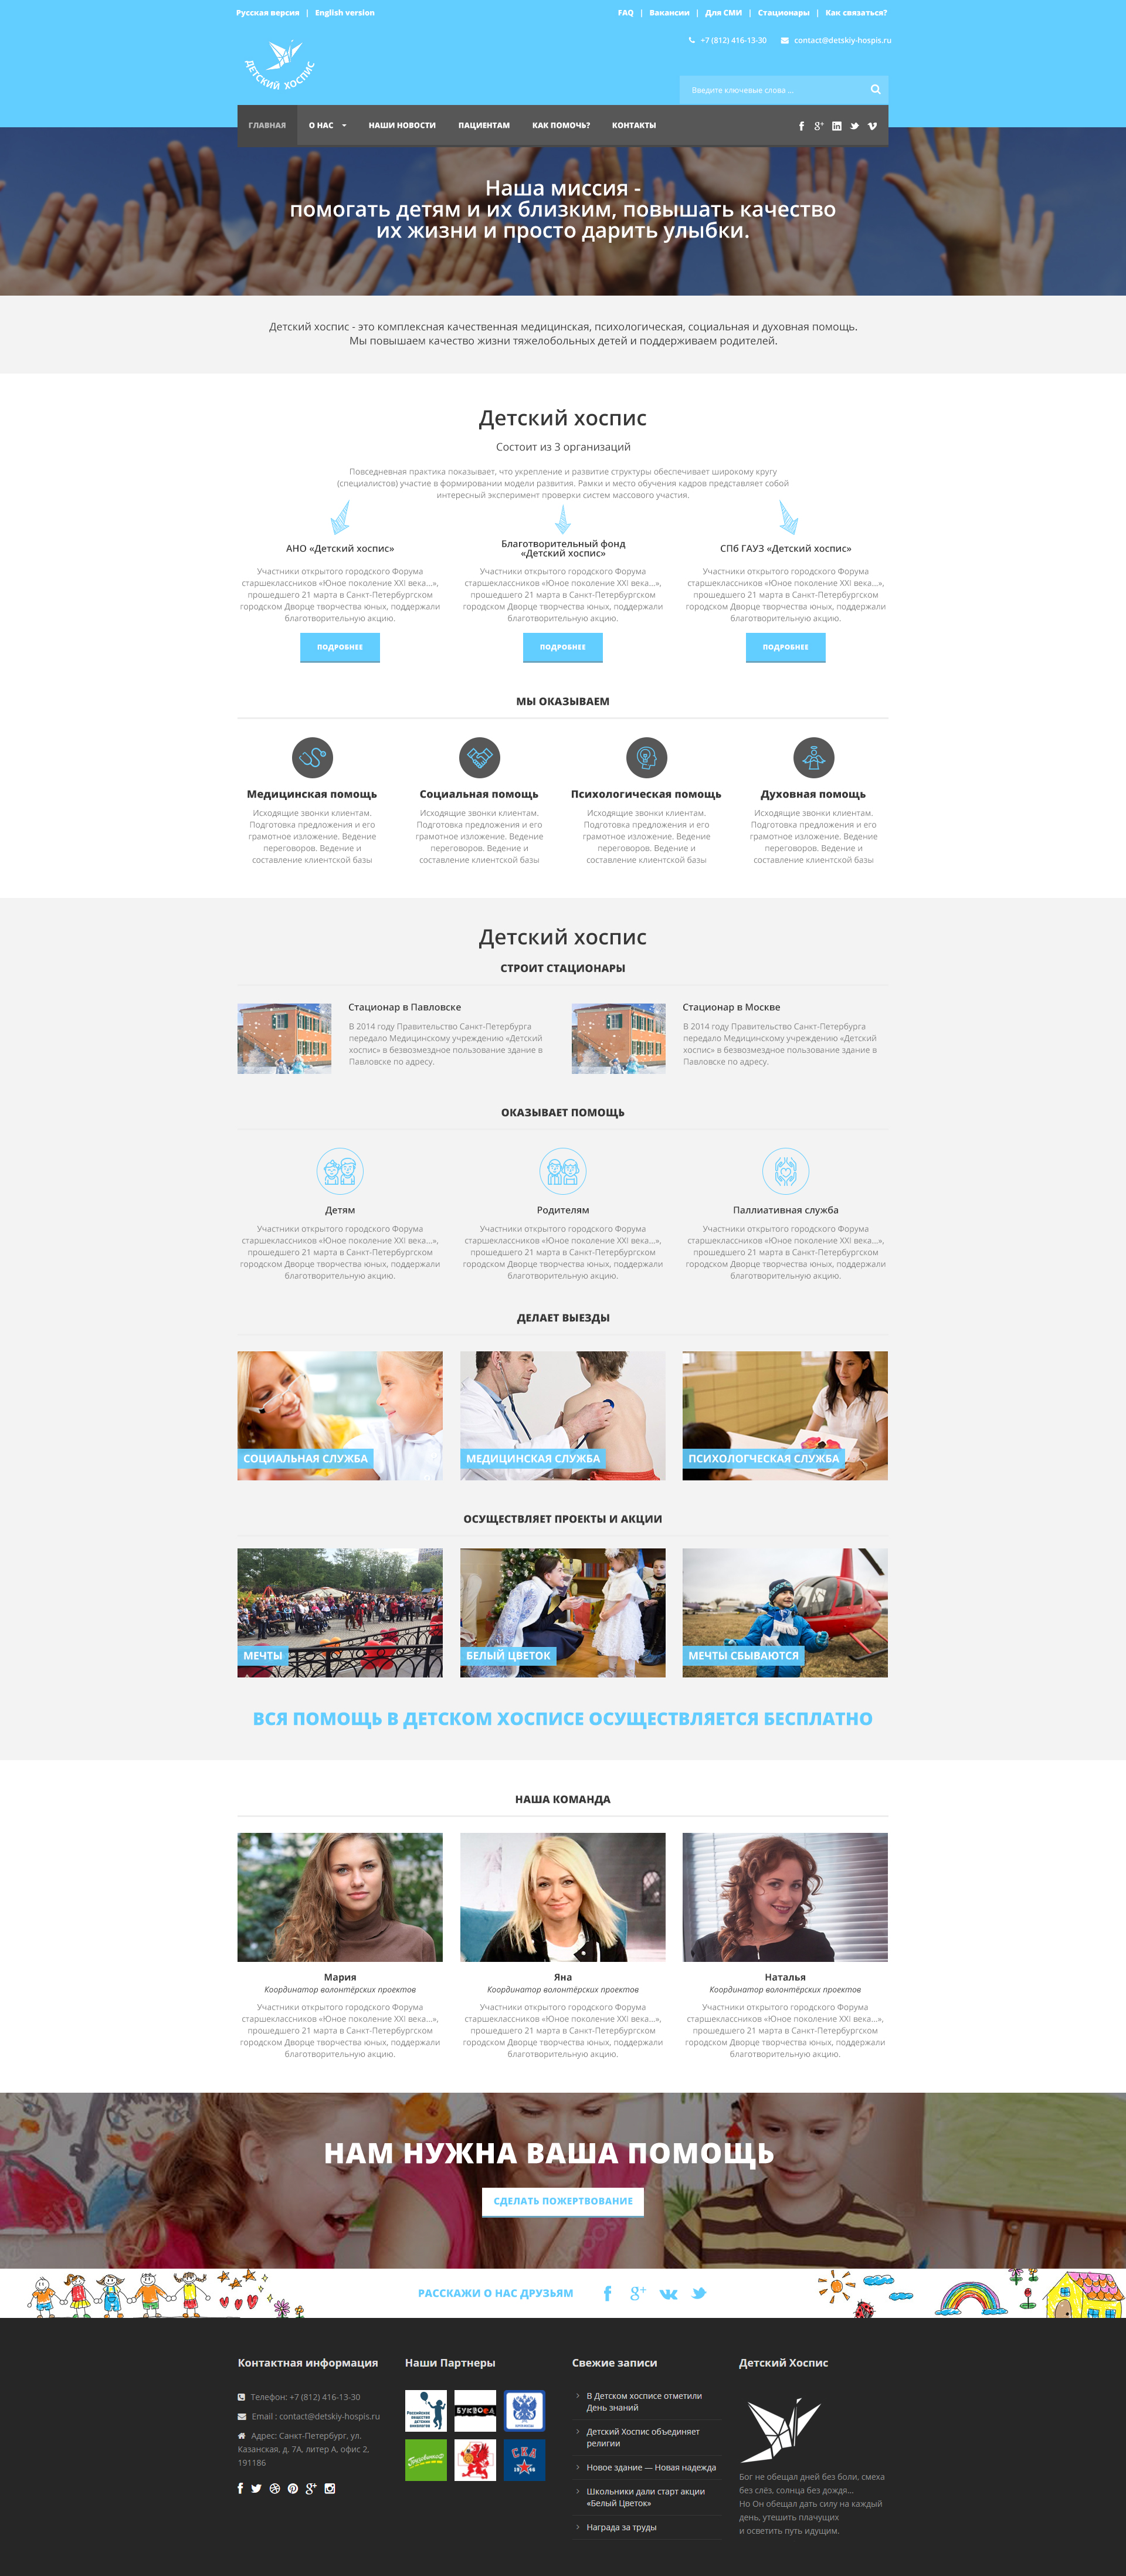 Русская версия | English version
FAQ | Вакансии | Для СМИ | Стационары | Как связаться?
+7 (812) 416-13-30 contact@detskiy-hospis.ru
ДЕТСКИЙ ХОСПИС
Введите ключевые слова ...
ГЛАВНАЯ О НАС НАШИ НОВОСТИ ПАЦИЕНТАМ КАК ПОМОЧЬ? КОНТАКТЫ
Наша миссия -
помогать детям и их близким, повышать качество
их жизни и просто дарить улыбки.
Детский хоспис - это комплексная качественная медицинская, психологическая, социальная и духовная помощь.
Мы повышаем качество жизни тяжелобольных детей и поддерживаем родителей.
Детский хоспис
Состоит из 3 организаций
Повседневная практика показывает, что укрепление и развитие структуры обеспечивает широкому кругу
(специалистов) участие в формировании модели развития. Рамки и место обучения кадров представляет собой
интересный эксперимент проверки систем массового участия.
АНО «Детский хоспис»
Участники открытого городского Форума
старшеклассников «Юное поколение XXI века…»,
прошедшего 21 марта в Санкт-Петербургском
городском Дворце творчества юных, поддержали
благотворительную акцию.
ПОДРОБНЕЕ
Благотворительный фонд
«Детский хоспис»
Участники открытого городского Форума
старшеклассников «Юное поколение XXI века…»,
прошедшего 21 марта в Санкт-Петербургском
городском Дворце творчества юных, поддержали
благотворительную акцию.
ПОДРОБНЕЕ
СПб ГАУЗ «Детский хоспис»
Участники открытого городского Форума
старшеклассников «Юное поколение XXI века…»,
прошедшего 21 марта в Санкт-Петербургском
городском Дворце творчества юных, поддержали
благотворительную акцию.
ПОДРОБНЕЕ
МЫ ОКАЗЫВАЕМ
Медицинская помощь
Исходящие звонки клиентам.
Подготовка предложения и его
грамотное изложение. Ведение
переговоров. Ведение и
составление клиентской базы
Социальная помощь
Исходящие звонки клиентам.
Подготовка предложения и его
грамотное изложение. Ведение
переговоров. Ведение и
составление клиентской базы
Психологическая помощь
Исходящие звонки клиентам.
Подготовка предложения и его
грамотное изложение. Ведение
переговоров. Ведение и
составление клиентской базы
Духовная помощь
Исходящие звонки клиентам.
Подготовка предложения и его
грамотное изложение. Ведение
переговоров. Ведение и
составление клиентской базы
Детский хоспис
СТРОИТ СТАЦИОНАРЫ
Стационар в Павловске
В 2014 году Правительство Санкт-Петербурга
передало Медицинскому учреждению «Детский
хоспис» в безвозмездное пользование здание в
Павловске по адресу.
Стационар в Москве
В 2014 году Правительство Санкт-Петербурга
передало Медицинскому учреждению «Детский
хоспис» в безвозмездное пользование здание в
Павловске по адресу.
ОКАЗЫВАЕТ ПОМОЩЬ
Детям
Участники открытого городского Форума
старшеклассников «Юное поколение XXI века…»,
прошедшего 21 марта в Санкт-Петербургском
городском Дворце творчества юных, поддержали
благотворительную акцию.
Родителям
Участники открытого городского Форума
старшеклассников «Юное поколение XXI века…»,
прошедшего 21 марта в Санкт-Петербургском
городском Дворце творчества юных, поддержали
благотворительную акцию.
Паллиативная служба
Участники открытого городского Форума
старшеклассников «Юное поколение XXI века…»,
прошедшего 21 марта в Санкт-Петербургском
городском Дворце творчества юных, поддержали
благотворительную акцию.
ДЕЛАЕТ ВЫЕЗДЫ
СОЦИАЛЬНАЯ СЛУЖБА
МЕДИЦИНСКАЯ СЛУЖБА
ПСИХОЛОГЧЕСКАЯ СЛУЖБА
ОСУЩЕСТВЛЯЕТ ПРОЕКТЫ И АКЦИИ
МЕЧТЫ
БЕЛЫЙ ЦВЕТОК
МЕЧТЫ СБЫВАЮТСЯ
ВСЯ ПОМОЩЬ В ДЕТСКОМ ХОСПИСЕ ОСУЩЕСТВЛЯЕТСЯ БЕСПЛАТНО
НАША КОМАНДА
Мария
Координатор волонтёрских проектов
Участники открытого городского Форума
старшеклассников «Юное поколение XXI века…»,
прошедшего 21 марта в Санкт-Петербургском
городском Дворце творчества юных, поддержали
благотворительную акцию.
Яна
Координатор волонтёрских проектов
Участники открытого городского Форума
старшеклассников «Юное поколение XXI века…»,
прошедшего 21 марта в Санкт-Петербургском
городском Дворце творчества юных, поддержали
благотворительную акцию.
Наталья
Координатор волонтёрских проектов
Участники открытого городского Форума
старшеклассников «Юное поколение XXI века…»,
прошедшего 21 марта в Санкт-Петербургском
городском Дворце творчества юных, поддержали
благотворительную акцию.
НАМ НУЖНА ВАША ПОМОЩЬ
СДЕЛАТЬ ПОЖЕРТВОВАНИЕ
РАССКАЖИ О НАС ДРУЗЬЯМ
Контактная информация
Телефон: +7 (812) 416-13-30
Email : contact@detskiy-hospis.ru
Адрес: Санкт-Петербург, ул.
Казанская, д. 7А, литер А, офис 2,
191186
Наши Партнеры
БУКВОЕД
СКА
1946
Свежие записи
В Детском хосписе отметили
День знаний
Детский Хоспис объединяет
религии
Новое здание — Новая надежда
Школьники дали старт акции
«Белый Цветок»
Награда за труды
Детский Хоспис
Бог не обещал дней без боли, смеха
без слёз, солнца без дождя…
Но Он обещал дать силу на каждый
день, утешить плачущих
и осветить путь идущим.